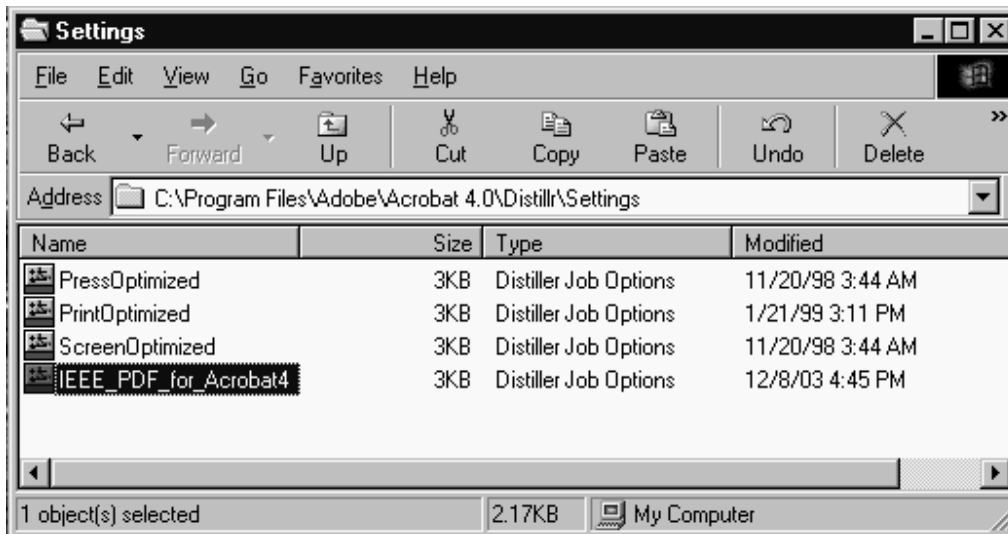 Settings
File Edit View Go Favorites Help
Back Forward Up Cut Copy Paste Undo Delete »
Address C:\Program Files\Adobe\Acrobat 4.0\Distillr\Settings
Name Size Type Modified
PressOptimized 3KB Distiller Job Options 11/20/98 3:44 AM
PrintOptimized 3KB Distiller Job Options 1/21/99 3:11 PM
ScreenOptimized 3KB Distiller Job Options 11/20/98 3:44 AM
IEEE_PDF_for_Acrobat4 3KB Distiller Job Options 12/8/03 4:45 PM
1 object(s) selected 2.17KB My Computer